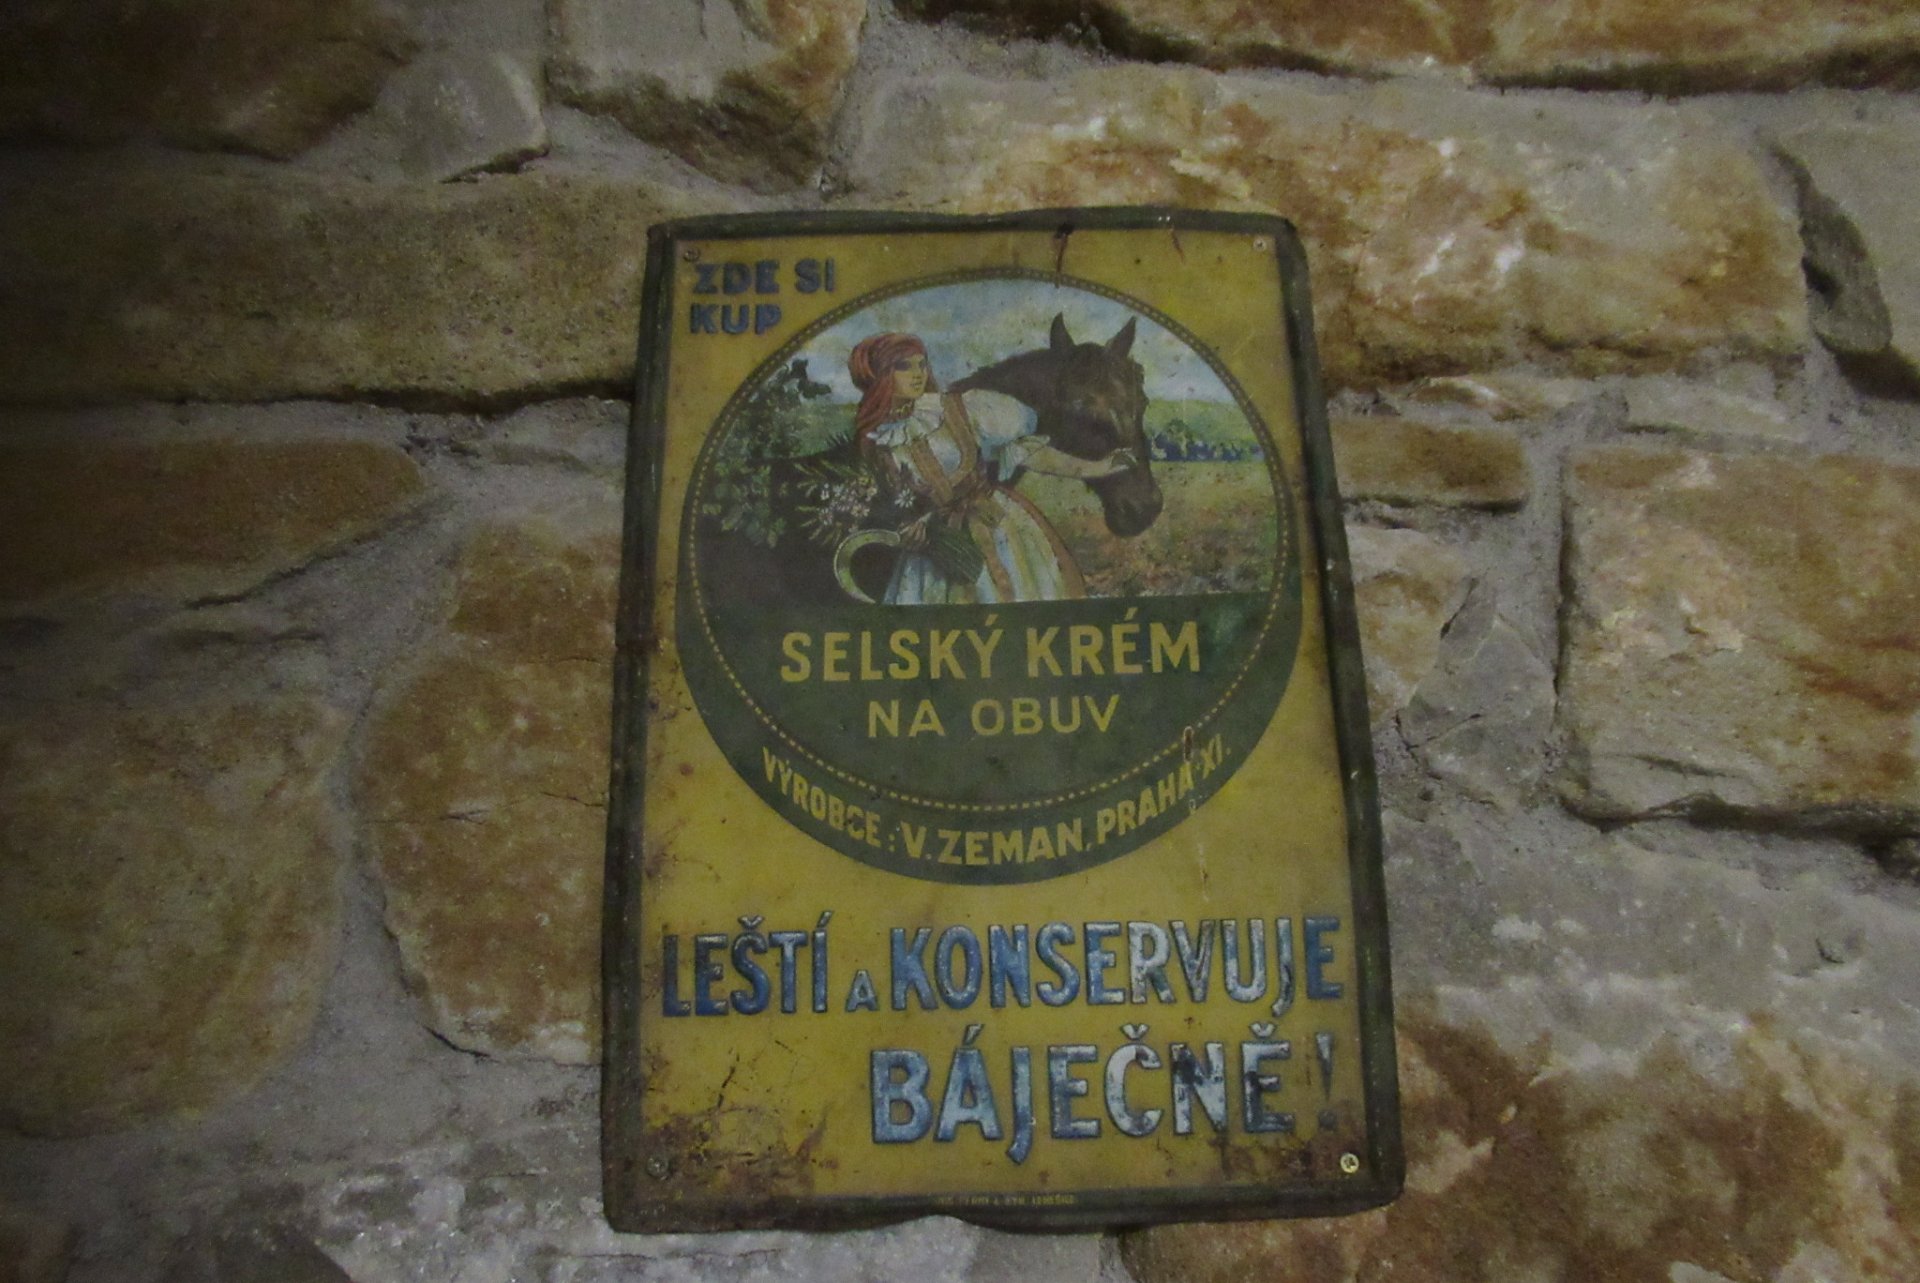 ZDE SI
KUP
SELSKÝ KRÉM
NA OBUV
VÝROBCE: V. ZEMAN, PRAHA XI.
LEŠTÍ A KONSERVUJE
BÁJEČNĚ!